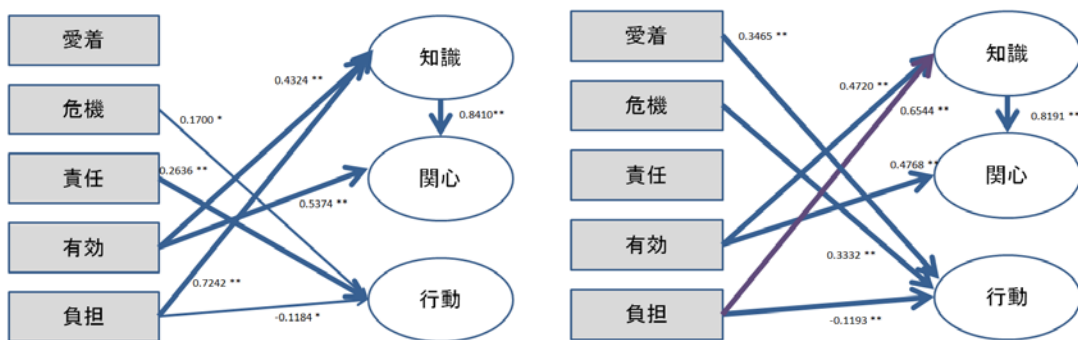 愛着
危機
責任
有効
負担
知識
関心
行動
0.4324 **
0.8410**
0.1700 *
0.2636 **
0.5374 **
0.7242 **
-0.1184 *
愛着
危機
責任
有効
負担
知識
関心
行動
0.3465 **
0.4720 **
0.6544 **
0.8191 **
0.4768 **
0.3332 **
-0.1193 **